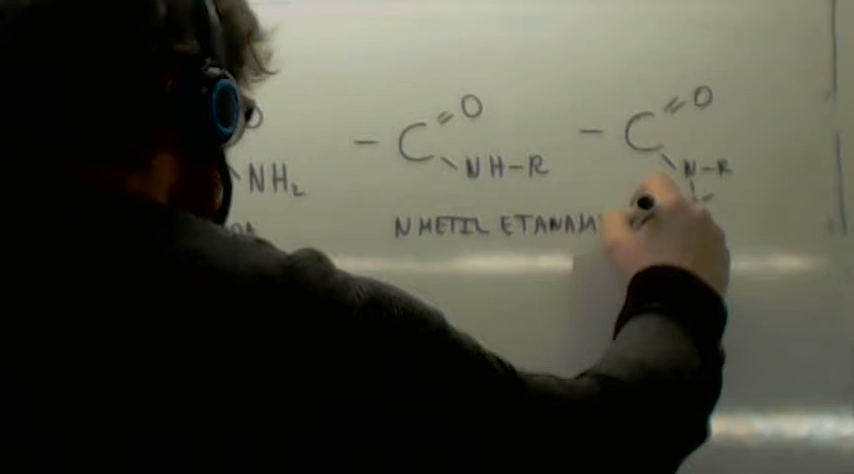 O O
- C - C
NH₂ NH-R N-R
N METIL ETANAM